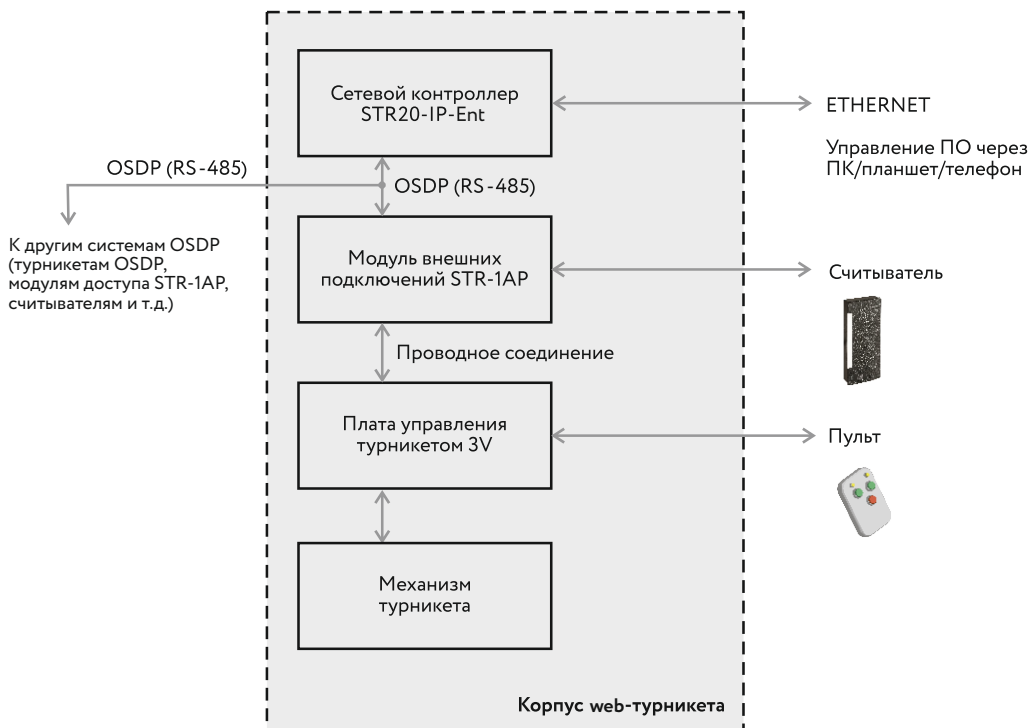 Сетевой контроллер
STR20-IP-Ent
ETHERNET
Управление ПО через
ПК/планшет/телефон
OSDP (RS-485)
OSDP (RS-485)
К другим системам OSDP
(турникетам OSDP,
модулям доступа STR-1AP,
считывателям и т.д.)
Модуль внешних
подключений STR-1AP
Считыватель
Проводное соединение
Плата управления
турникетом 3V
Пульт
Механизм
турникета
Корпус web-турникета